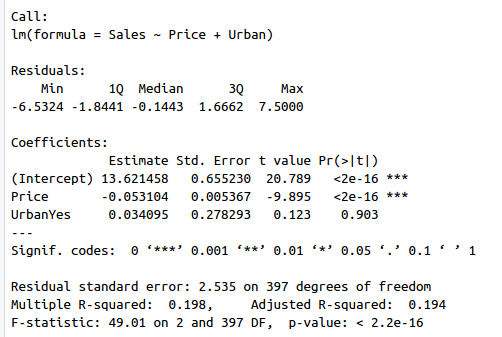 Call:
lm(formula = Sales ~ Price + Urban)
Residuals:
Min 1Q Median 3Q Max
-6.5324 -1.8441 -0.1443 1.6662 7.5000
Coefficients:
Estimate Std. Error t value Pr(>|t|)
(Intercept) 13.621458 0.655230 20.789 <2e-16 ***
Price -0.053104 0.005367 -9.895 <2e-16 ***
UrbanYes 0.034095 0.278293 0.123 0.903
---
Signif. codes: 0 ‘***’ 0.001 ‘**’ 0.01 ‘*’ 0.05 ‘.’ 0.1 ‘ ’ 1
Residual standard error: 2.535 on 397 degrees of freedom
Multiple R-squared: 0.198, Adjusted R-squared: 0.194
F-statistic: 49.01 on 2 and 397 DF, p-value: < 2.2e-16